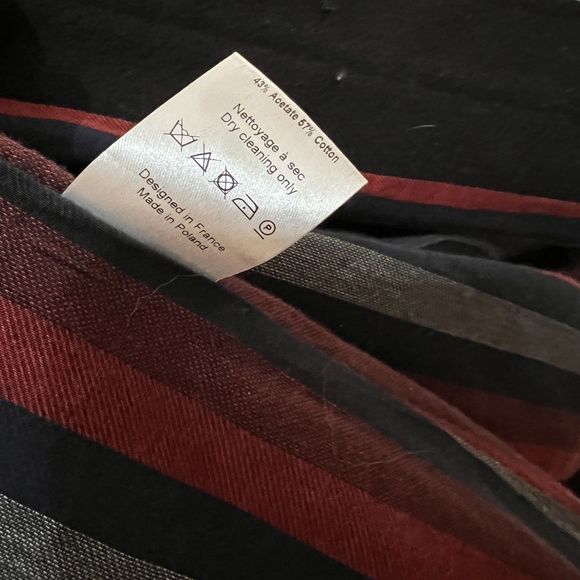 43% Acetate 57% Cotton
Nettoyage à sec
Dry cleaning only
P
Designed in France
Made in Poland